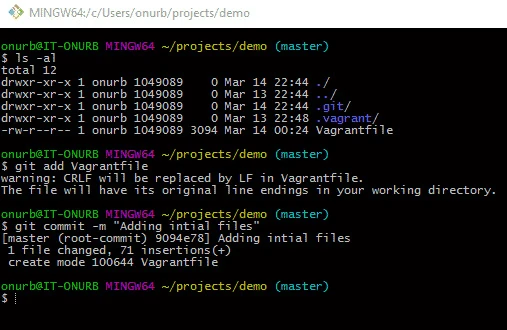 MINGW64:/c/Users/onurb/projects/demo
onurb@IT-ONURB MINGW64 ~/projects/demo (master)
$ ls -al
total 12
drwxr-xr-x 1 onurb 1049089    0 Mar 14 22:44 ./
drwxr-xr-x 1 onurb 1049089    0 Mar 13 22:44 ../
drwxr-xr-x 1 onurb 1049089    0 Mar 14 22:44 .git/
drwxr-xr-x 1 onurb 1049089    0 Mar 13 22:48 .vagrant/
-rw-r--r-- 1 onurb 1049089 3094 Mar 14 00:24 Vagrantfile
onurb@IT-ONURB MINGW64 ~/projects/demo (master)
$ git add Vagrantfile
warning: CRLF will be replaced by LF in Vagrantfile.
The file will have its original line endings in your working directory.
onurb@IT-ONURB MINGW64 ~/projects/demo (master)
$ git commit -m "Adding intial files"
[master (root-commit) 9094e78] Adding intial files
 1 file changed, 71 insertions(+)
 create mode 100644 Vagrantfile
onurb@IT-ONURB MINGW64 ~/projects/demo (master)
$